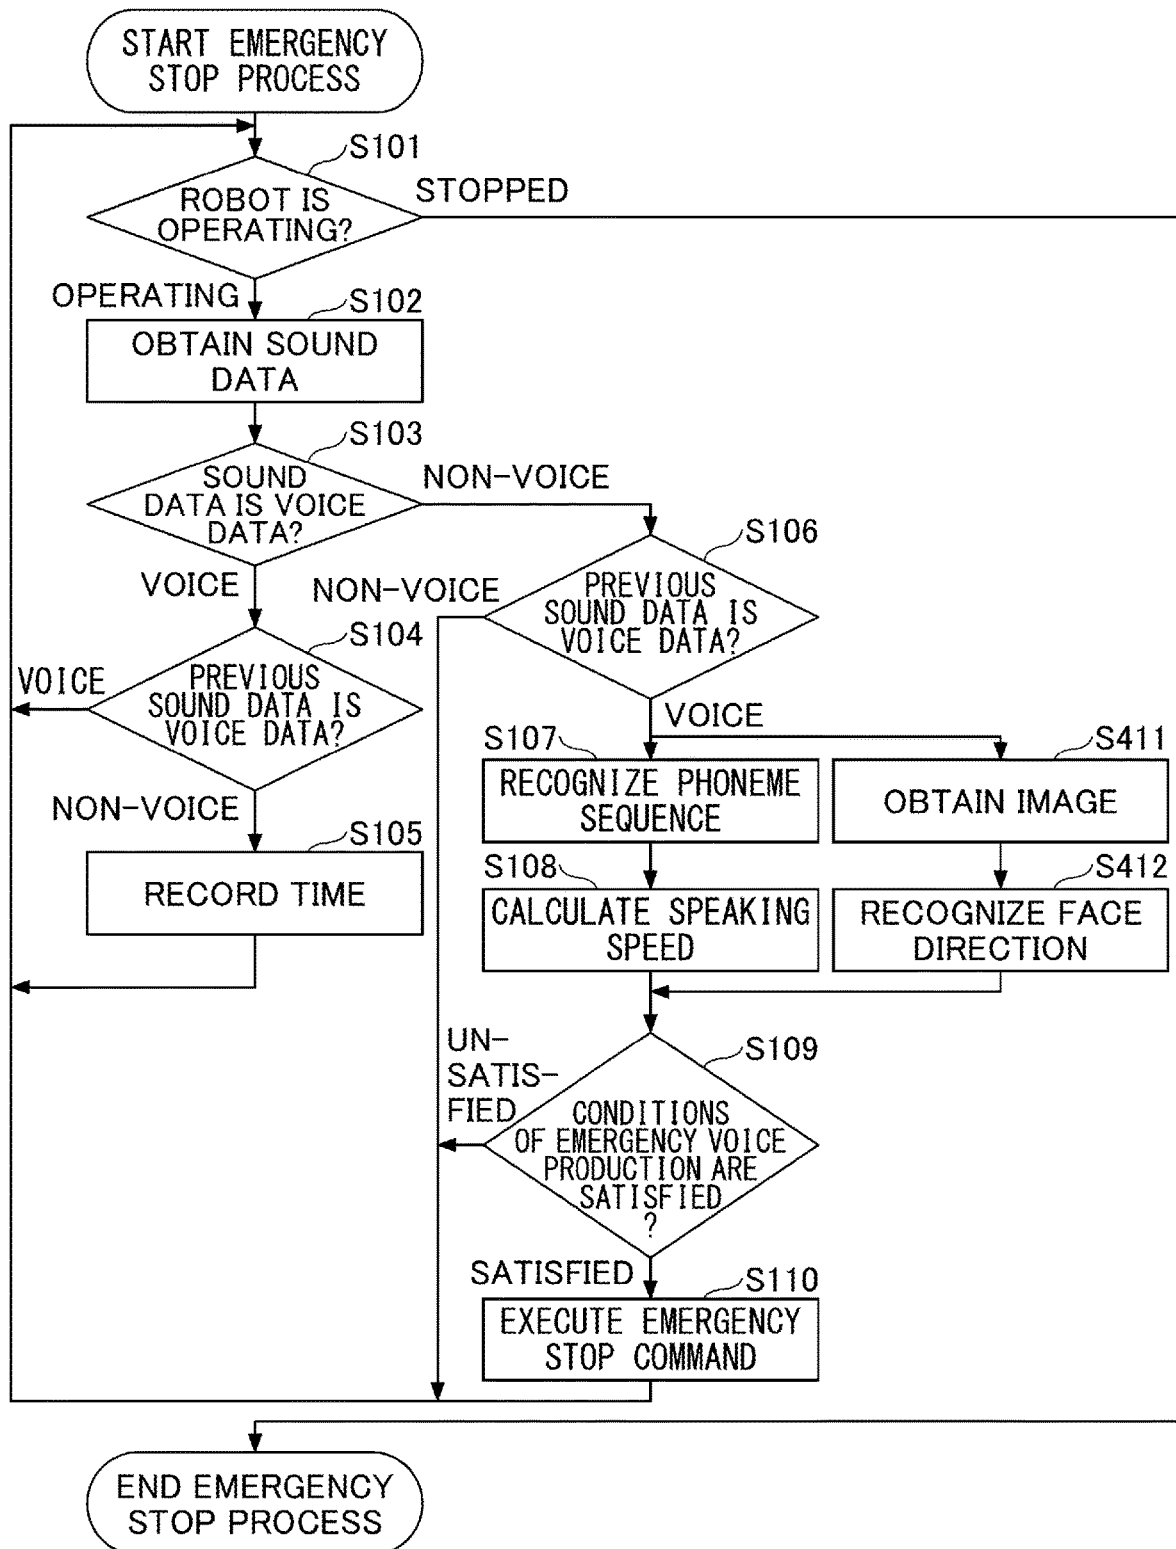 START EMERGENCY
STOP PROCESS
S101
ROBOT IS
OPERATING?
STOPPED
OPERATING
S102
OBTAIN SOUND
DATA
S103
SOUND
DATA IS VOICE
DATA?
NON-VOICE
VOICE
S106
PREVIOUS
SOUND DATA IS
VOICE DATA?
NON-VOICE
S104
PREVIOUS
SOUND DATA IS
VOICE DATA?
VOICE
NON-VOICE
S105
RECORD TIME
VOICE
S107
RECOGNIZE PHONEME
SEQUENCE
S411
OBTAIN IMAGE
S108
CALCULATE SPEAKING
SPEED
S412
RECOGNIZE FACE
DIRECTION
S109
CONDITIONS
OF EMERGENCY VOICE
PRODUCTION ARE
SATISFIED
?
UN-
SATIS-
FIED
SATISFIED
S110
EXECUTE EMERGENCY
STOP COMMAND
END EMERGENCY
STOP PROCESS